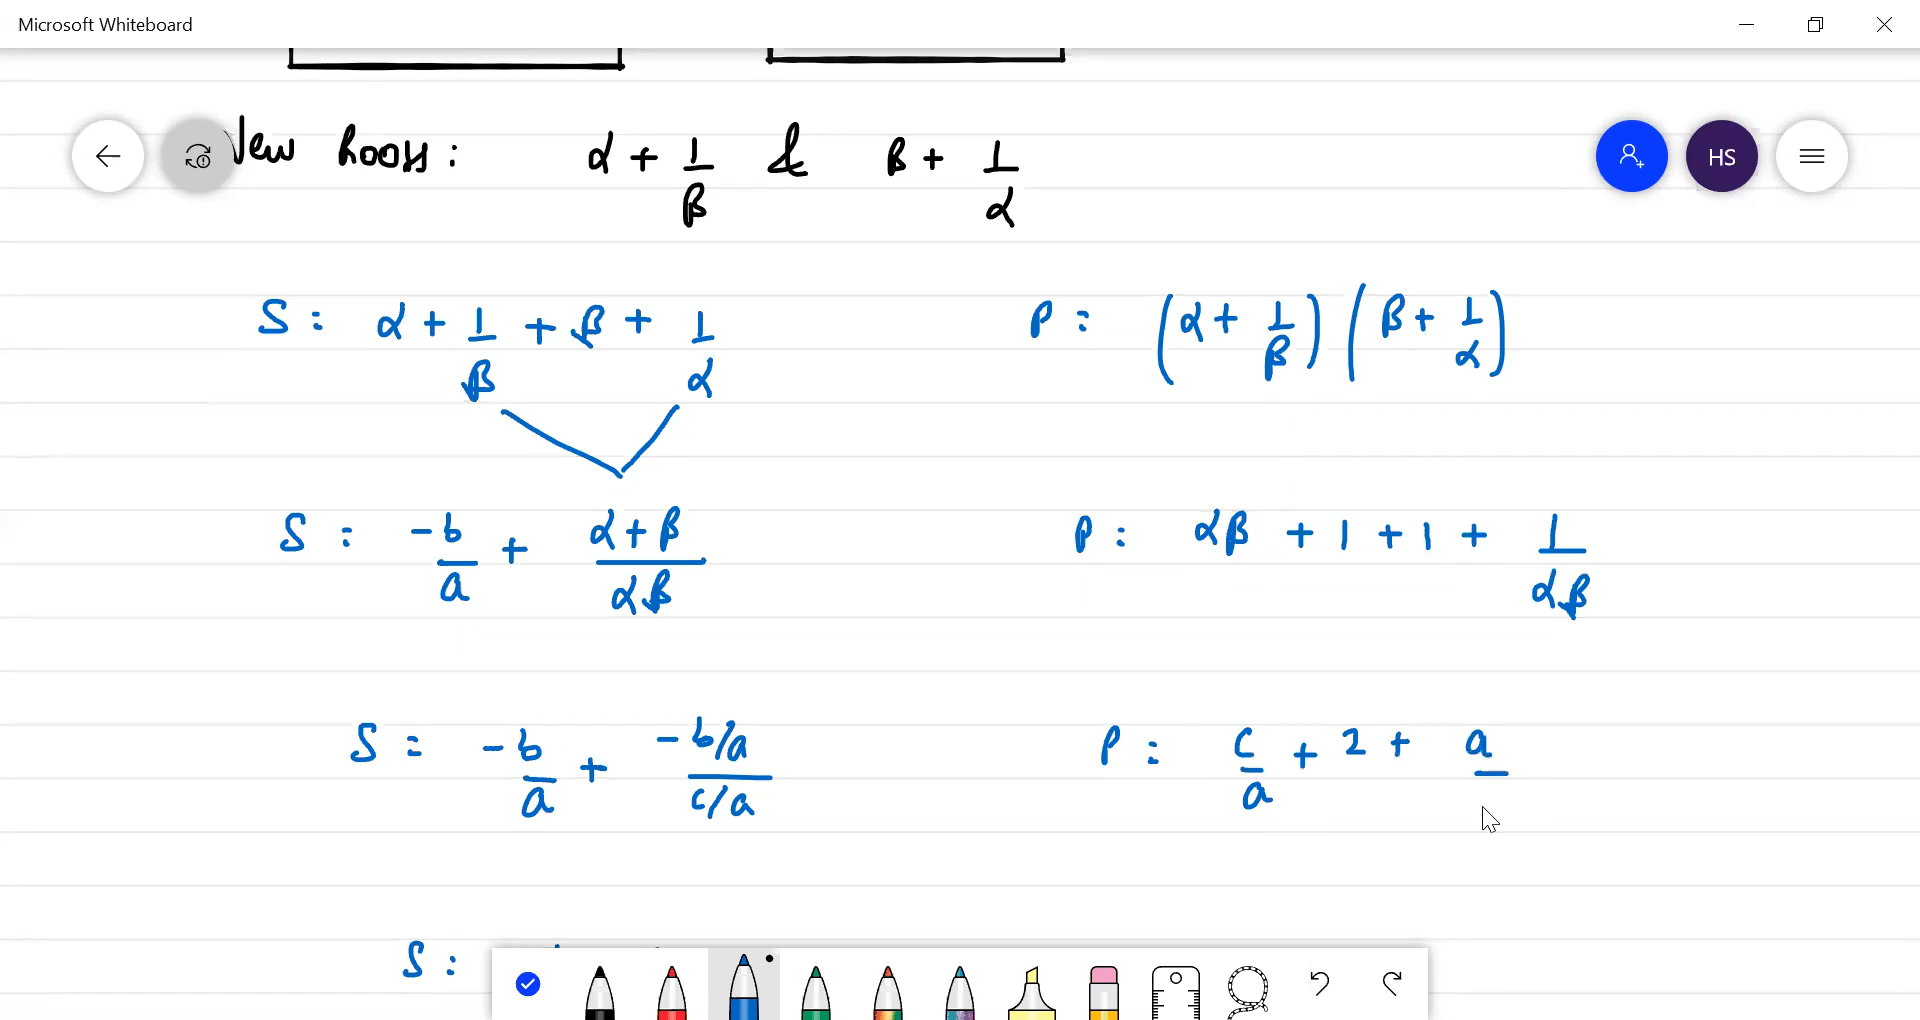 Microsoft Whiteboard
New Roots : α + 1/β & β + 1/α
HS
S : α + 1/β + β + 1/α
P : (α + 1/β) (β + 1/α)
S : -b/a + α + β/αβ
P : αβ + 1 + 1 + 1/αβ
S = -b/a + -b/a / c/a
P : c/a + 2 + a
S :